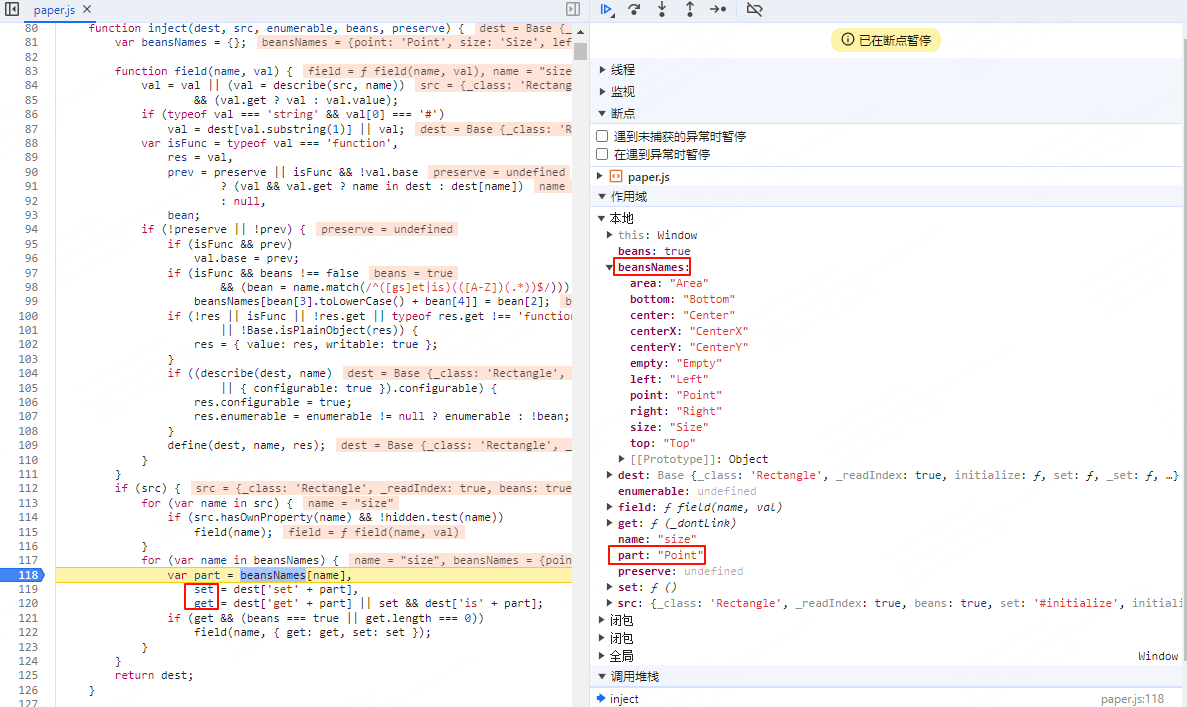 paper.js
80 function inject(dest, src, enumerable, beans, preserve) { dest = Base {_
81 var beansNames = {}; beansNames = {point: 'Point', size: 'Size', lef
82
83 function field(name, val) { field = ƒ field(name, val), name = "size
84 val = val || (val = describe(src, name)) src = {_class: 'Rectang
85 && (val.get ? val : val.value);
86 if (typeof val === 'string' && val[0] === '#')
87 val = dest[val.substring(1)] || val; dest = Base {_class: 'R
88 var isFunc = typeof val === 'function',
89 res = val,
90 prev = preserve || isFunc && !val.base preserve = undefined
91 ? (val && val.get ? name in dest : dest[name]) name
92 : null,
93 bean;
94 if (!preserve || !prev) { preserve = undefined
95 if (isFunc && prev)
96 val.base = prev;
97 if (isFunc && beans !== false beans = true
98 && (bean = name.match(/^([gs]et|is)(([A-Z])(.*))$/)))
99 beansNames[bean[3].toLowerCase() + bean[4]] = bean[2]; b
100 if (!res || isFunc || !res.get || typeof res.get !== 'function
101 || !Base.isPlainObject(res)) {
102 res = { value: res, writable: true };
103 }
104 if ((describe(dest, name) dest = Base {_class: 'Rectangle',
105 || { configurable: true }).configurable) {
106 res.configurable = true;
107 res.enumerable = enumerable != null ? enumerable : !bean;
108 }
109 define(dest, name, res); dest = Base {_class: 'Rectangle', _
110 }
111 }
112 if (src) { src = {_class: 'Rectangle', _readIndex: true, beans: true
113 for (var name in src) { name = "size"
114 if (src.hasOwnProperty(name) && !hidden.test(name))
115 field(name); field = ƒ field(name, val)
116 }
117 for (var name in beansNames) { name = "size", beansNames = {poin
118 var part = beansNames[name],
119 set = dest['set' + part],
120 get = dest['get' + part] || set && dest['is' + part];
121 if (get && (beans === true || get.length === 0))
122 field(name, { get: get, set: set });
123 }
124 }
125 return dest;
126 }
127
已在断点暂停
线程
监视
断点
遇到未捕获的异常时暂停
在遇到异常时暂停
paper.js
作用域
本地
this: Window
beans: true
beansNames:
area: "Area"
bottom: "Bottom"
center: "Center"
centerX: "CenterX"
centerY: "CenterY"
empty: "Empty"
left: "Left"
point: "Point"
right: "Right"
size: "Size"
top: "Top"
[[Prototype]]: Object
dest: Base {_class: 'Rectangle', _readIndex: true, initialize: ƒ, set: ƒ, _set: ƒ, …}
enumerable: undefined
field: ƒ field(name, val)
get: ƒ (_dontLink)
name: "size"
part: "Point"
preserve: undefined
set: ƒ ()
src: {_class: 'Rectangle', _readIndex: true, beans: true, set: '#initialize', initiali
闭包
闭包
全局 Window
调用堆栈
inject paper.js:118